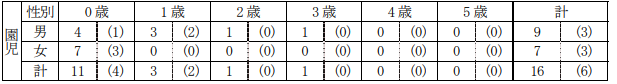 園児 性別 0歳 1歳 2歳 3歳 4歳 5歳 計
男 4 (1) 3 (2) 1 (0) 1 (0) 0 (0) 0 (0) 9 (3)
女 7 (3) 0 (0) 0 (0) 0 (0) 0 (0) 0 (0) 7 (3)
計 11 (4) 3 (2) 1 (0) 1 (0) 0 (0) 0 (0) 16 (6)